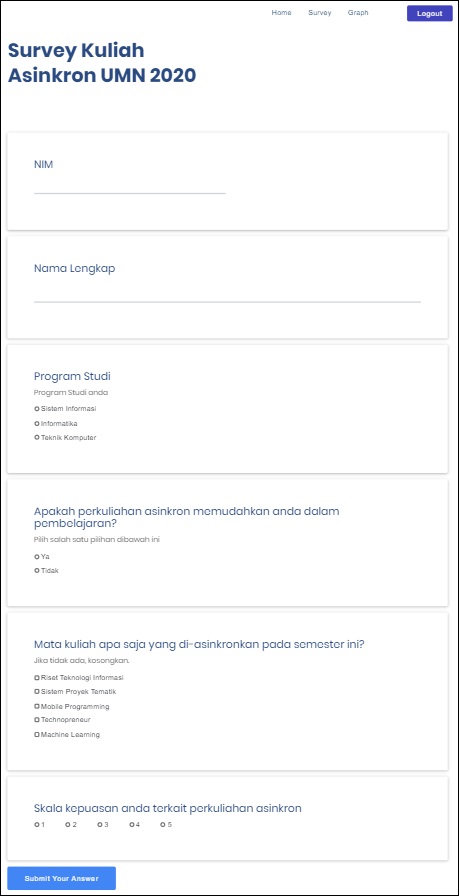 Home Survey Graph Logout
Survey Kuliah
Asinkron UMN 2020
NIM
Nama Lengkap
Program Studi
Program Studi anda
Sistem Informasi
Informatika
Teknik Komputer
Apakah perkuliahan asinkron memudahkan anda dalam
pembelajaran?
Pilih salah satu pilihan dibawah ini
Ya
Tidak
Mata kuliah apa saja yang di-asinkronkan pada semester ini?
Jika tidak ada, kosongkan.
Riset Teknologi Informasi
Sistem Proyek Tematik
Mobile Programming
Technopreneur
Machine Learning
Skala kepuasan anda terkait perkuliahan asinkron
1 2 3 4 5
Submit Your Answer